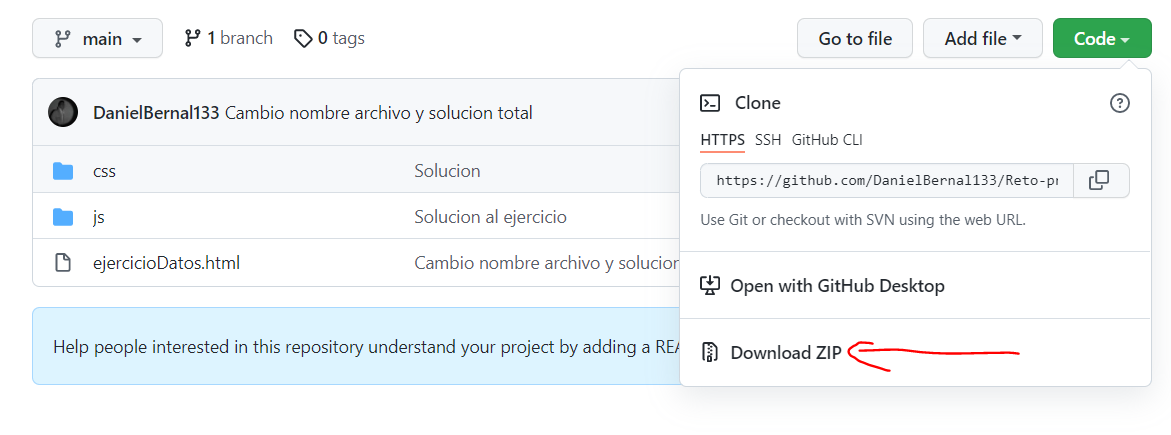 main 1 branch 0 tags Go to file Add file Code
DanielBernal133 Cambio nombre archivo y solucion total
css Solucion
js Solucion al ejercicio
ejercicioDatos.html Cambio nombre archivo y solucion
Help people interested in this repository understand your project by adding a REA
Clone
HTTPS SSH GitHub CLI
https://github.com/DanielBernal133/Reto-pr
Use Git or checkout with SVN using the web URL.
Open with GitHub Desktop
Download ZIP